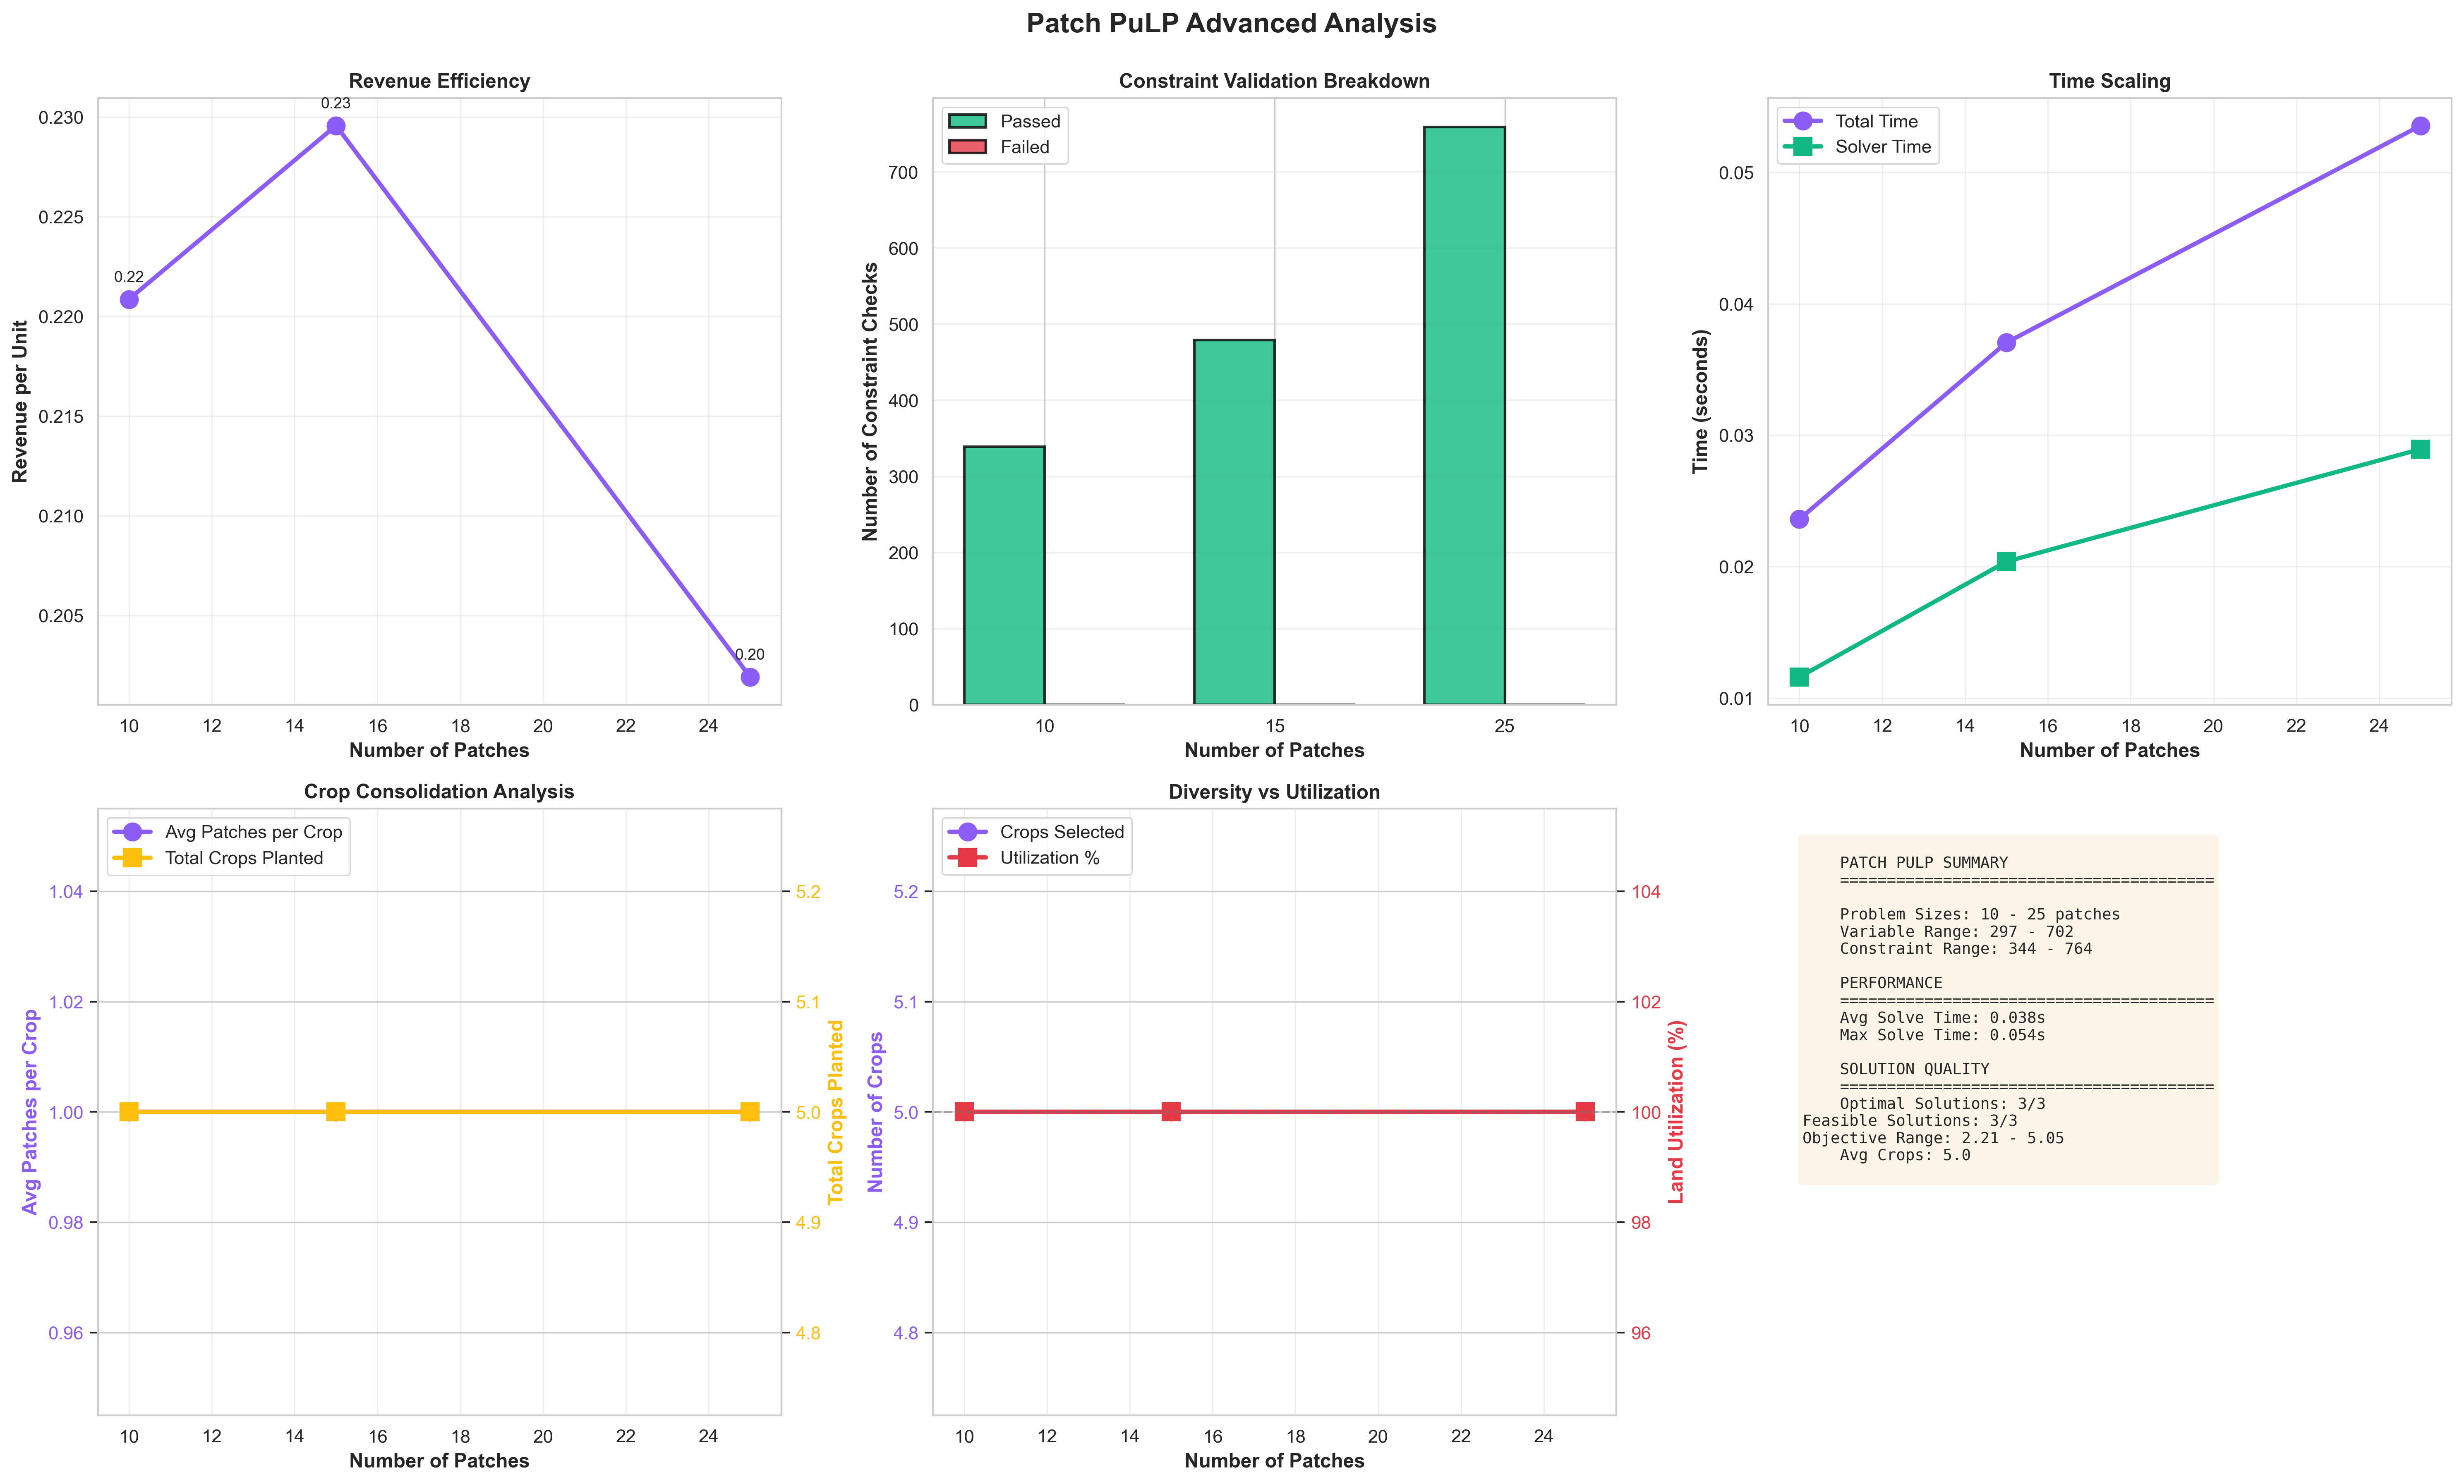 Patch PuLP Advanced Analysis
Revenue Efficiency
0.230
0.225
0.220
0.215
0.210
0.205
Revenue per Unit
0.22
0.23
0.20
10 12 14 16 18 20 22 24
Number of Patches
Constraint Validation Breakdown
Passed
Failed
700
600
500
400
300
200
100
0
Number of Constraint Checks
10 15 25
Number of Patches
Time Scaling
Total Time
Solver Time
0.05
0.04
0.03
0.02
0.01
Time (seconds)
10 12 14 16 18 20 22 24
Number of Patches
Crop Consolidation Analysis
Avg Patches per Crop
Total Crops Planted
1.04
1.02
1.00
0.98
0.96
Avg Patches per Crop
5.2
5.1
5.0
4.9
4.8
Total Crops Planted
10 12 14 16 18 20 22 24
Number of Patches
Diversity vs Utilization
Crops Selected
Utilization %
5.2
5.1
5.0
4.9
4.8
Number of Crops
104
102
100
98
96
Land Utilization (%)
10 12 14 16 18 20 22 24
Number of Patches
PATCH PULP SUMMARY
========================================
Problem Sizes: 10 - 25 patches
Variable Range: 297 - 702
Constraint Range: 344 - 764
PERFORMANCE
========================================
Avg Solve Time: 0.038s
Max Solve Time: 0.054s
SOLUTION QUALITY
========================================
Optimal Solutions: 3/3
Feasible Solutions: 3/3
Objective Range: 2.21 - 5.05
Avg Crops: 5.0